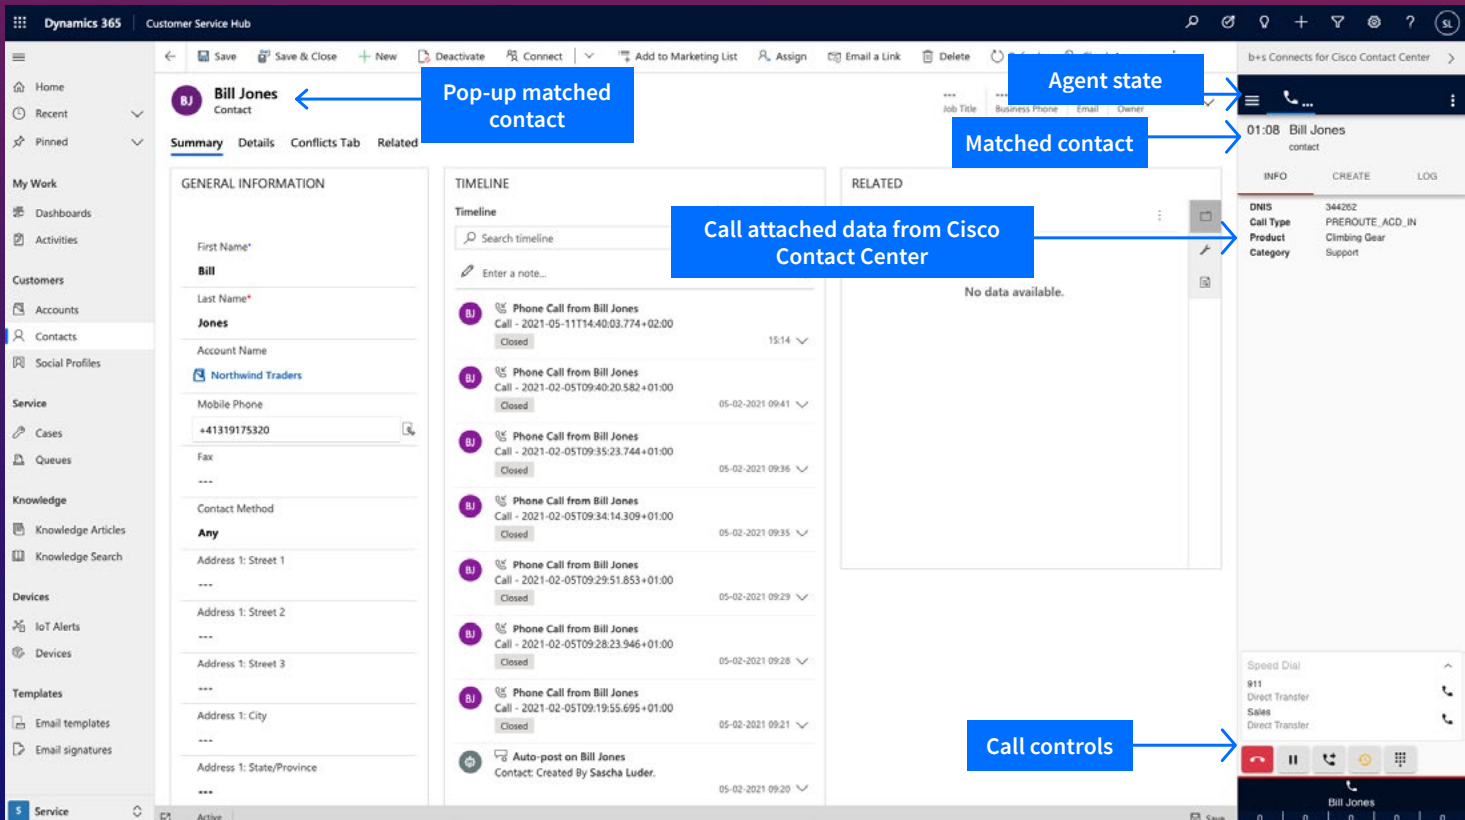 Dynamics 365
Customer Service Hub
SL
Save
Save & Close
New
Deactivate
Connect
Add to Marketing List
Assign
Email a Link
Delete
b+s Connects for Cisco Contact Center
Home
Recent
Pinned
My Work
Dashboards
Activities
Customers
Accounts
Contacts
Social Profiles
Service
Cases
Queues
Knowledge
Knowledge Articles
Knowledge Search
Devices
IoT Alerts
Devices
Templates
Email templates
Email signatures
S Service
BJ
Bill Jones
Contact
Pop-up matched
contact
---
Job Title
---
Business Phone
Email
Owner
Summary
Details
Conflicts Tab
Related
GENERAL INFORMATION
First Name*
Bill
Last Name*
Jones
Account Name
Northwind Traders
Mobile Phone
+41319175320
Fax
---
Contact Method
Any
Address 1: Street 1
---
Address 1: Street 2
---
Address 1: Street 3
---
Address 1: City
---
Address 1: State/Province
---
TIMELINE
Timeline
Search timeline
Enter a note...
BJ
Phone Call from Bill Jones
Call - 2021-05-11T14:40:03.774+02:00
Closed
15:14
BJ
Phone Call from Bill Jones
Call - 2021-02-05T09:40:20.582+01:00
Closed
05-02-2021 09:41
BJ
Phone Call from Bill Jones
Call - 2021-02-05T09:35:23.744+01:00
Closed
05-02-2021 09:36
BJ
Phone Call from Bill Jones
Call - 2021-02-05T09:34:14.309+01:00
Closed
05-02-2021 09:35
BJ
Phone Call from Bill Jones
Call - 2021-02-05T09:29:51.853+01:00
Closed
05-02-2021 09:29
BJ
Phone Call from Bill Jones
Call - 2021-02-05T09:28:23.946+01:00
Closed
05-02-2021 09:28
BJ
Phone Call from Bill Jones
Call - 2021-02-05T09:19:55.695+01:00
Closed
05-02-2021 09:21
Auto-post on Bill Jones
Contact: Created By Sascha Luder.
05-02-2021 09:20
RELATED
No data available.
Agent state
Matched contact
Call attached data from Cisco
Contact Center
Call controls
01:08 Bill Jones
contact
INFO
CREATE
LOG
DNIS 344262
Call Type PREROUTE_ACD_IN
Product Climbing Gear
Category Support
Speed Dial
911
Direct Transfer
Sales
Direct Transfer
Bill Jones
0 0 0 0 0
Active
Save